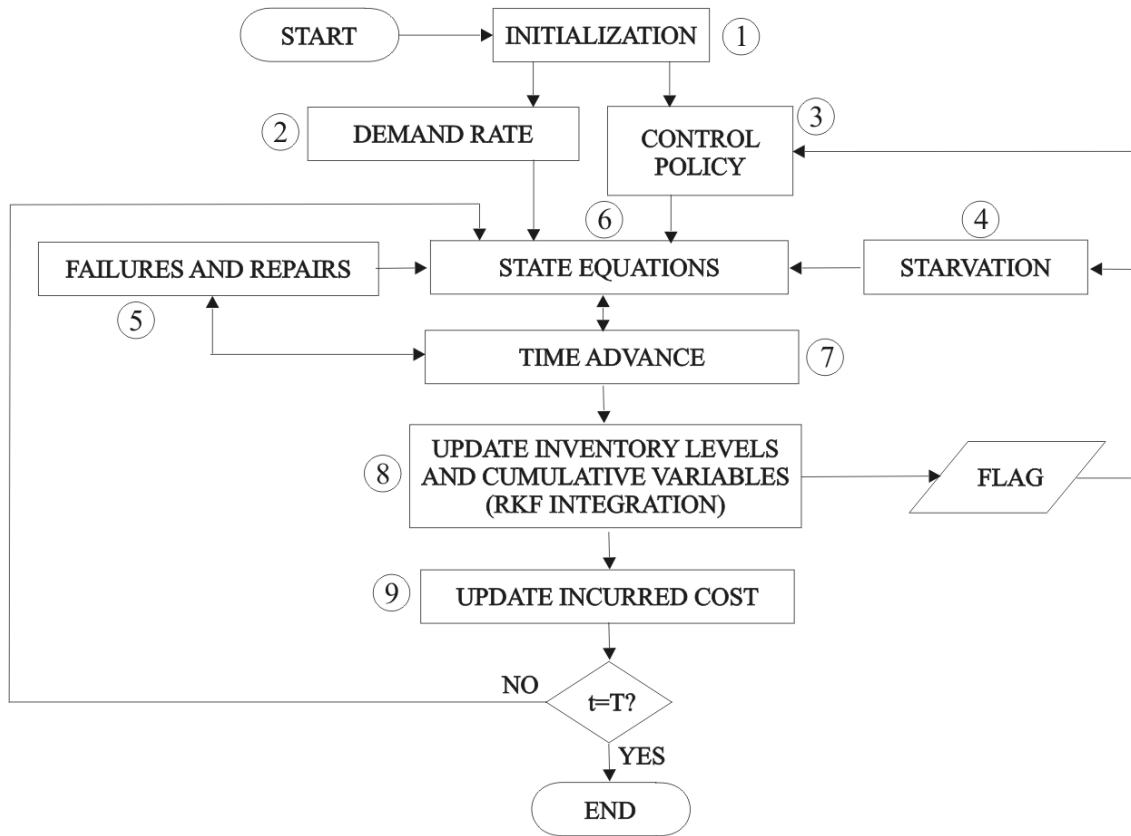 START
INITIALIZATION
1
2
DEMAND RATE
3
CONTROL
POLICY
6
4
FAILURES AND REPAIRS
STATE EQUATIONS
STARVATION
5
TIME ADVANCE
7
8
UPDATE INVENTORY LEVELS
AND CUMULATIVE VARIABLES
(RKF INTEGRATION)
FLAG
9
UPDATE INCURRED COST
NO
t=T?
YES
END